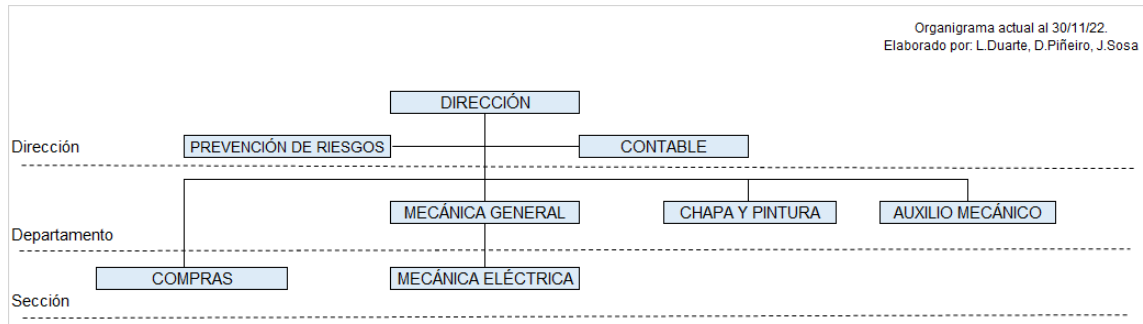 Organigrama actual al 30/11/22.
Elaborado por: L.Duarte, D.Piñeiro, J.Sosa
DIRECCIÓN
Dirección
PREVENCIÓN DE RIESGOS
CONTABLE
MECÁNICA GENERAL
CHAPA Y PINTURA
AUXILIO MECÁNICO
Departamento
COMPRAS
MECÁNICA ELÉCTRICA
Sección